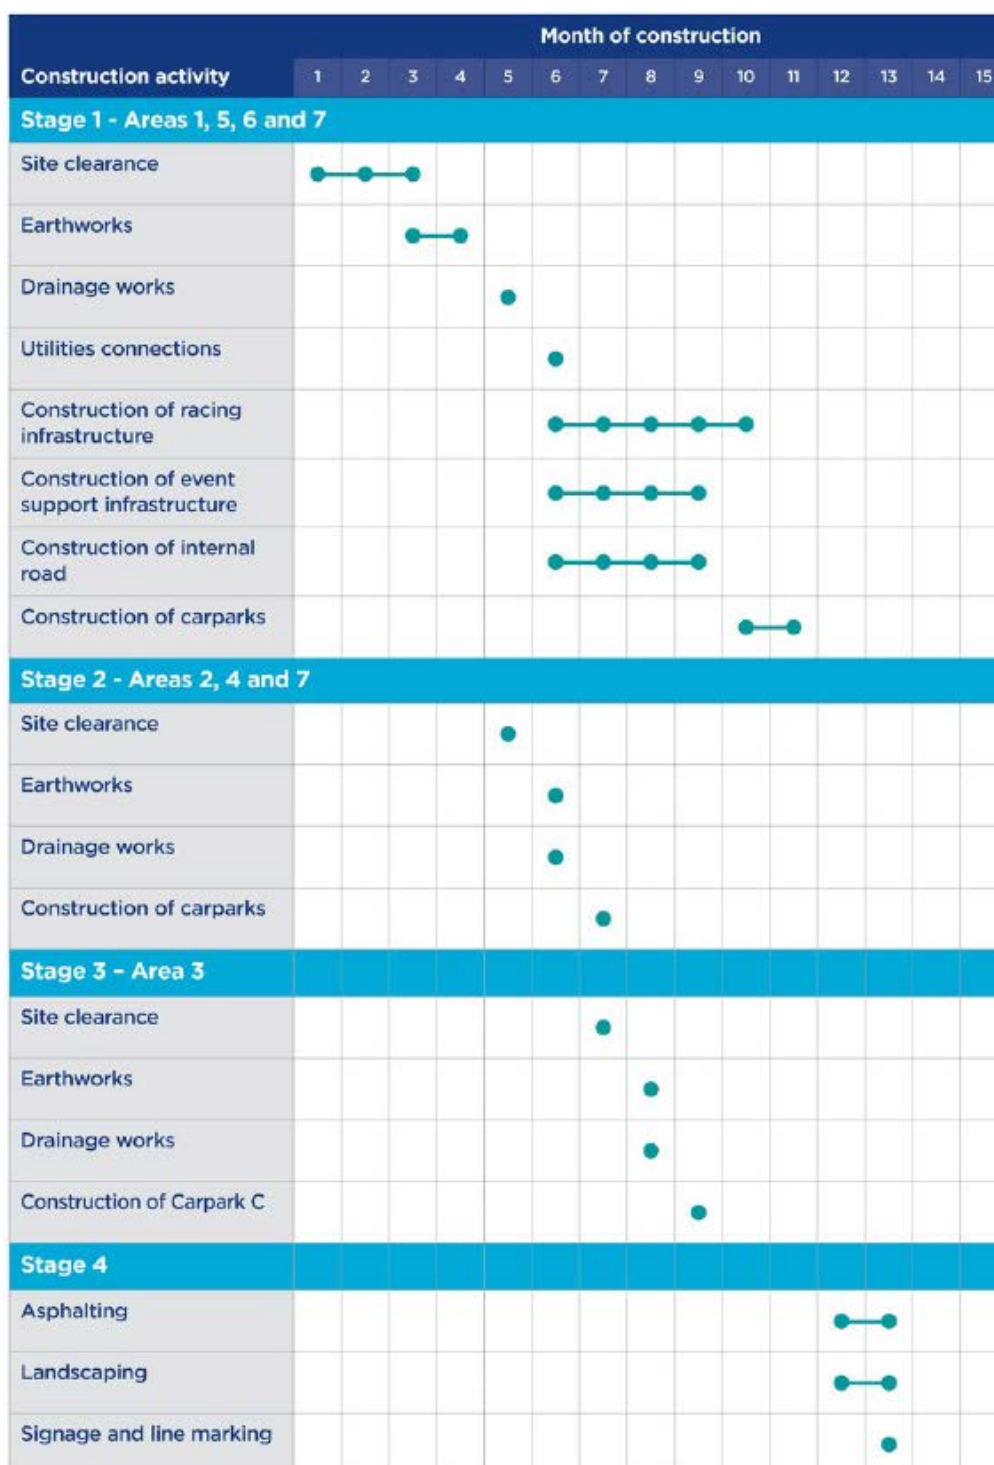 Month of construction
Construction activity 1 2 3 4 5 6 7 8 9 10 11 12 13 14 15
Stage 1 - Areas 1, 5, 6 and 7
Site clearance
Earthworks
Drainage works
Utilities connections
Construction of racing
infrastructure
Construction of event
support infrastructure
Construction of internal
road
Construction of carparks
Stage 2 - Areas 2, 4 and 7
Site clearance
Earthworks
Drainage works
Construction of carparks
Stage 3 – Area 3
Site clearance
Earthworks
Drainage works
Construction of Carpark C
Stage 4
Asphalting
Landscaping
Signage and line marking